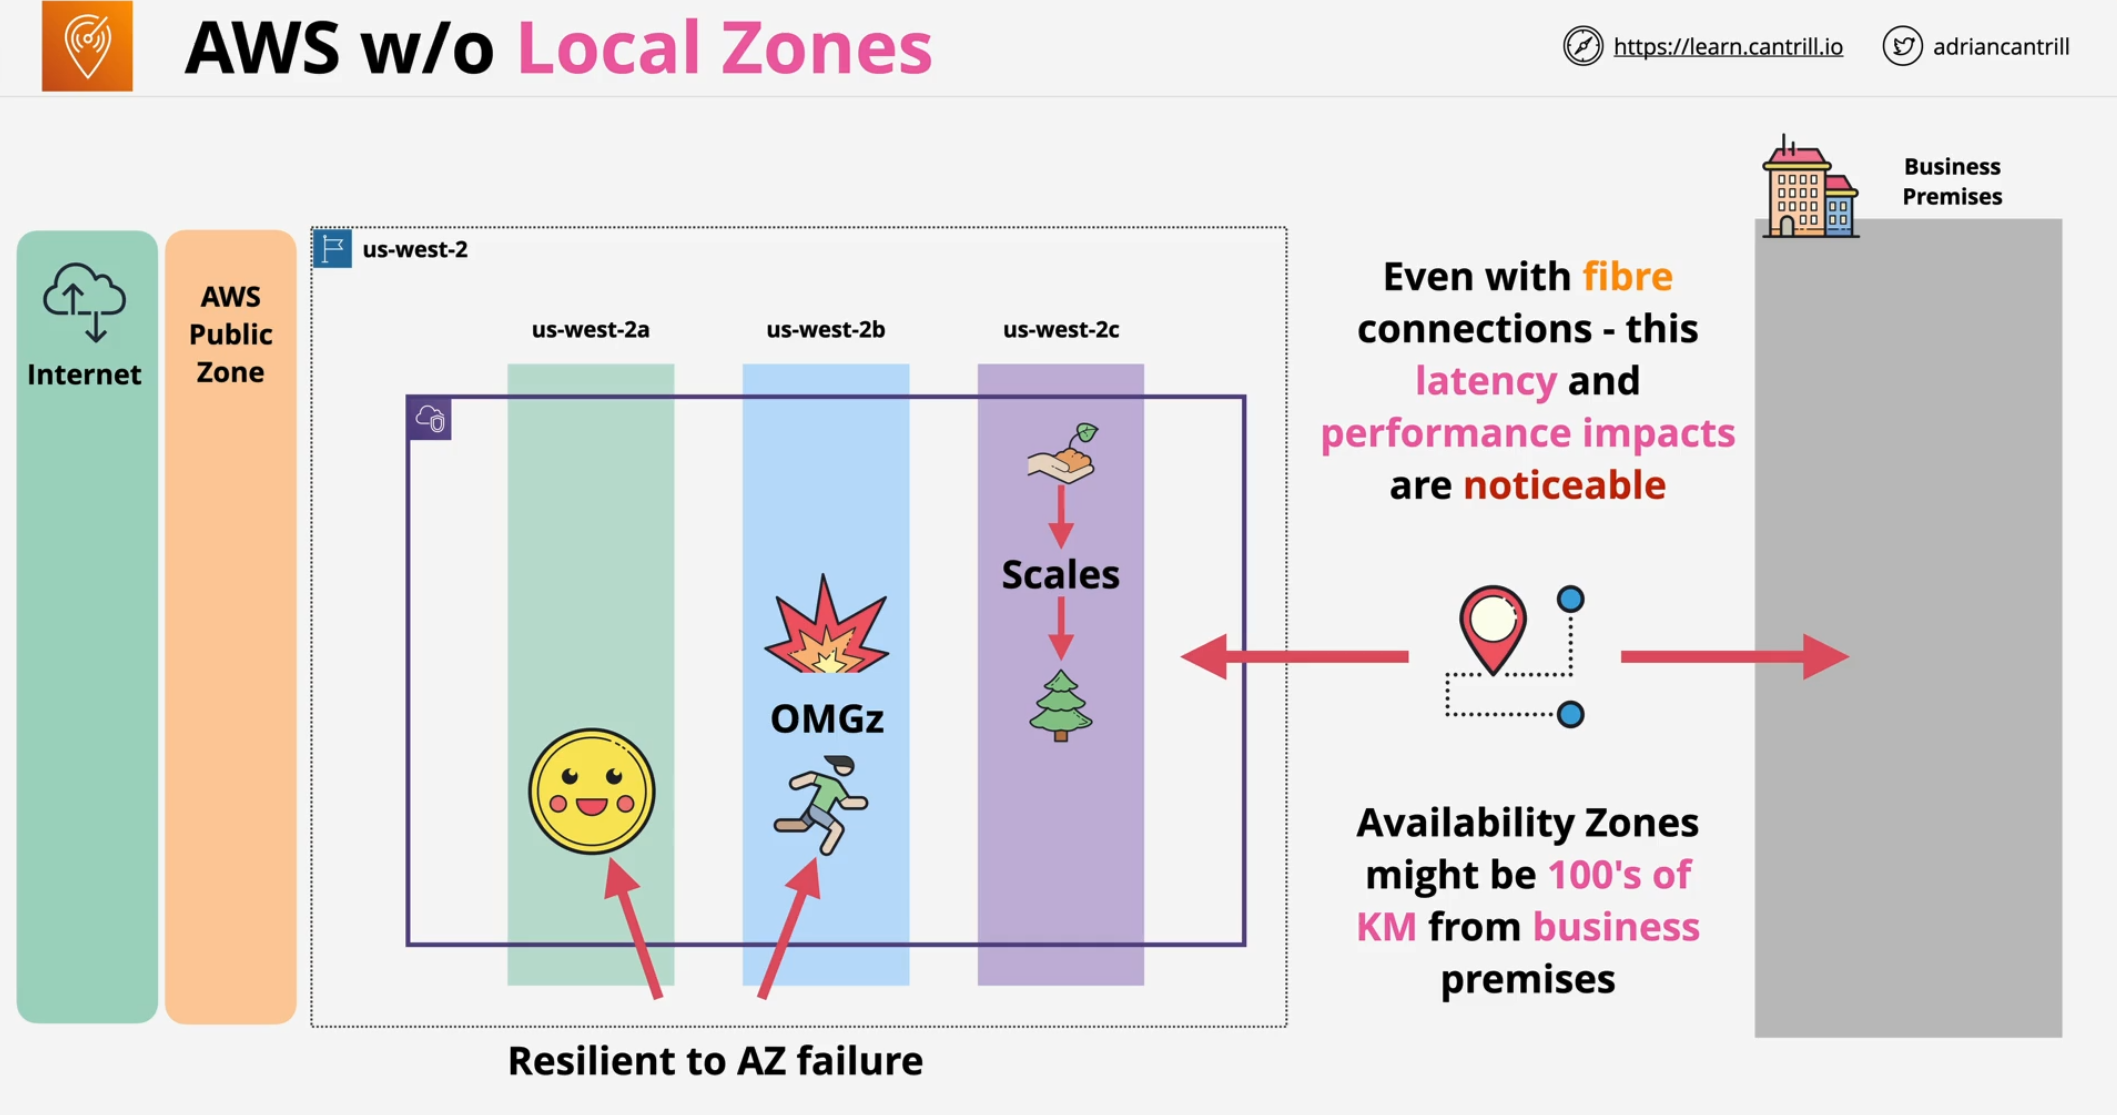 AWS w/o Local Zones
https://learn.cantrill.io
adriancantrill
Internet
AWS
Public
Zone
us-west-2
us-west-2a
us-west-2b
us-west-2c
Scales
OMGz
Resilient to AZ failure
Even with fibre
connections - this
latency and
performance impacts
are noticeable
Availability Zones
might be 100's of
KM from business
premises
Business
Premises